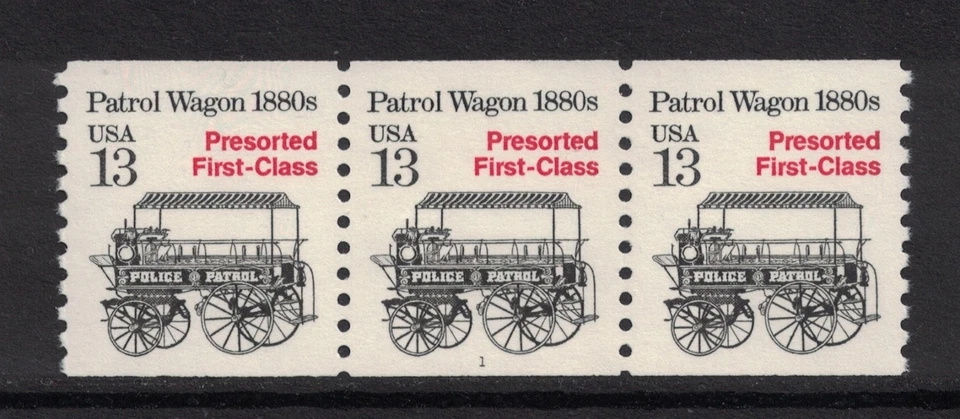 Patrol Wagon 1880s
USA
13
Presorted
First-Class
POLICE PATROL
Patrol Wagon 1880s
USA
13
Presorted
First-Class
POLICE PATROL
1
Patrol Wagon 1880s
USA
13
Presorted
First-Class
POLICE PATROL